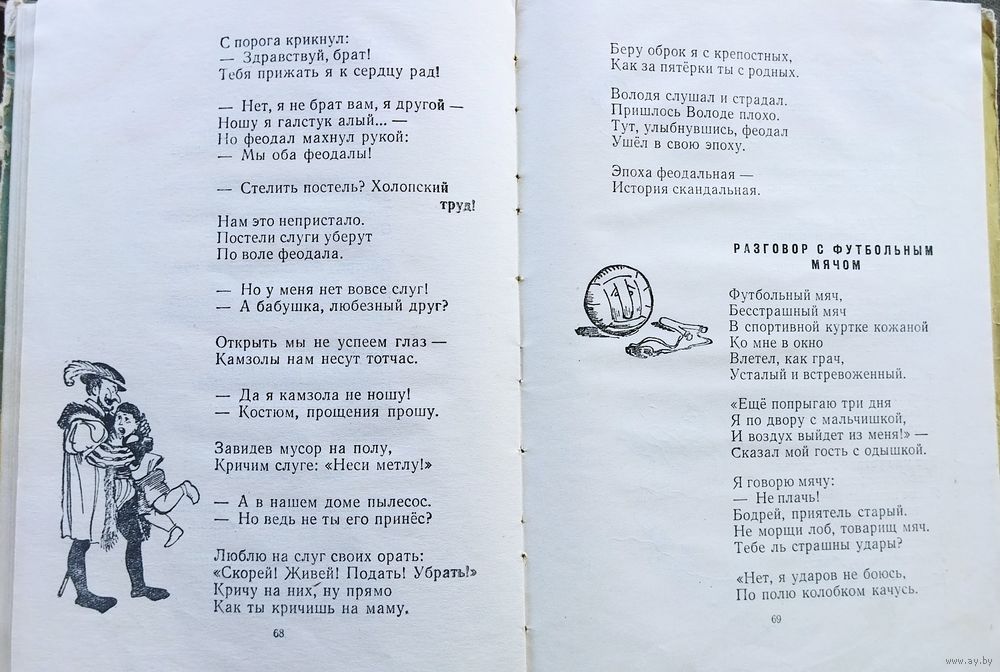 С порога крикнул:
— Здравствуй, брат!
Тебя прижать я к сердцу рад!
— Нет, я не брат вам, я другой —
Ношу я галстук алый... —
Но феодал махнул рукой:
— Мы оба феодалы!
— Стелить постель? Холопский
труд!
Нам это непристало.
Постели слуги уберут
По воле феодала.
— Но у меня нет вовсе слуг!
— А бабушка, любезный друг?
Открыть мы не успеем глаз —
Камзолы нам несут тотчас.
— Да я камзола не ношу!
— Костюм, прощения прошу.
Завидев мусор на полу,
Кричим слуге: «Неси метлу!»
— А в нашем доме пылесос.
— Но ведь не ты его принёс?
Люблю на слуг своих орать:
«Скорей! Живей! Подать! Убрать!»
Кричу на них, ну прямо
Как ты кричишь на маму.
68
Беру оброк я с крепостных,
Как за пятёрки ты с родных.
Володя слушал и страдал.
Пришлось Володе плохо.
Тут, улыбнувшись, феодал
Ушёл в свою эпоху.
Эпоха феодальная —
История скандальная.
РАЗГОВОР С ФУТБОЛЬНЫМ
МЯЧОМ
Футбольный мяч,
Бесстрашный мяч
В спортивной куртке кожаной
Ко мне в окно
Влетел, как грач,
Усталый и встревоженный.
«Ещё попрыгаю три дня
Я по двору с мальчишкой,
И воздух выйдет из меня!» —
Сказал мой гость с одышкой.
Я говорю мячу:
— Не плачь!
Бодрей, приятель старый.
Не морщи лоб, товарищ мяч.
Тебе ль страшны удары?
«Нет, я ударов не боюсь,
По полю колобком качусь.
69
www.ay.by